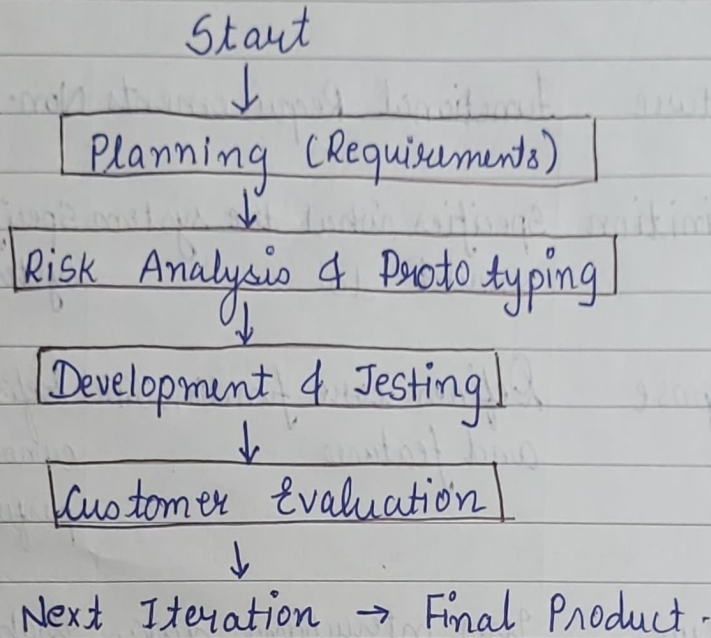 Start
↓
Planning (Requirements)
↓
Risk Analysis & Prototyping
↓
Development & Testing
↓
Customer Evaluation
↓
Next Iteration → Final Product.